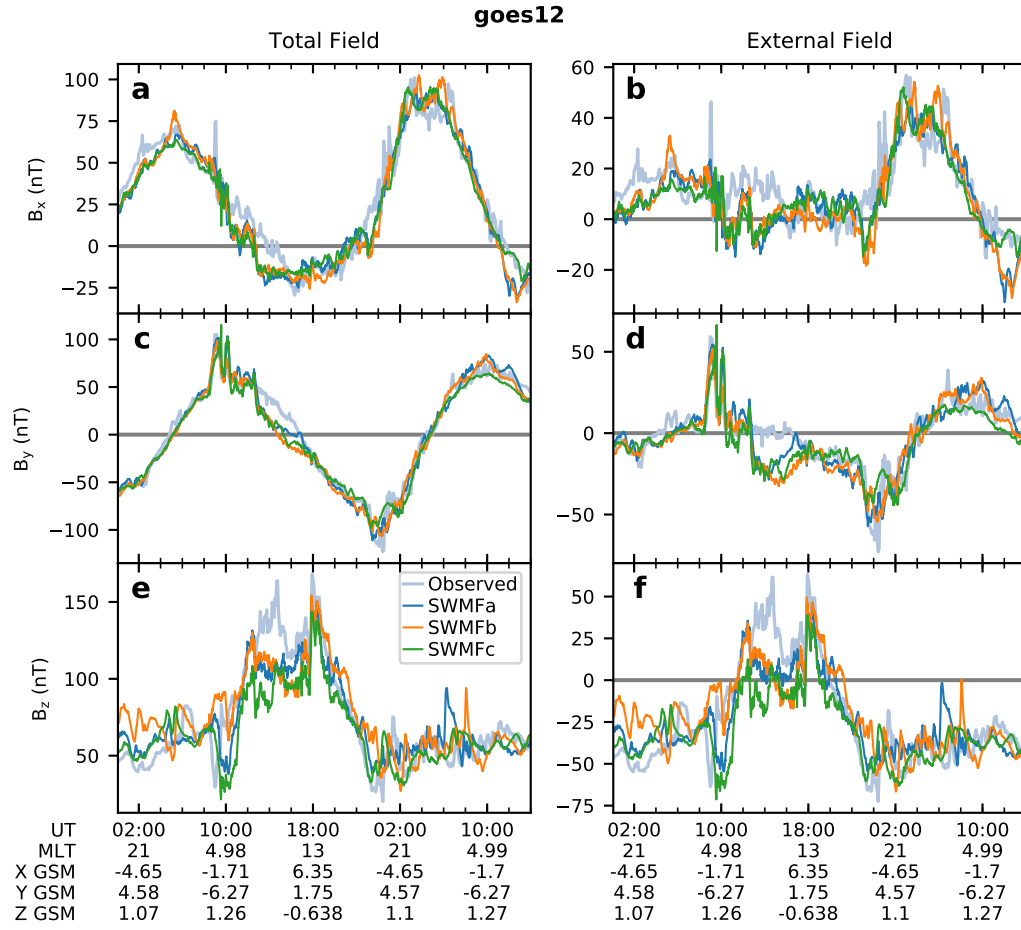 goes12
Total Field
External Field
a
b
100
75
50
25
0
−25
Bx (nT)
60
40
20
0
−20
c
d
100
50
0
−50
−100
By (nT)
50
0
−50
e
f
150
100
50
Bz (nT)
Observed
SWMFa
SWMFb
SWMFc
50
25
0
−25
−50
−75
UT 02:00 10:00 18:00 02:00 10:00 02:00 10:00 18:00 02:00 10:00
MLT 21 4.98 13 21 4.99 21 4.98 13 21 4.99
X GSM -4.65 -1.71 6.35 -4.65 -1.7 -4.65 -1.71 6.35 -4.65 -1.7
Y GSM 4.58 -6.27 1.75 4.57 -6.27 4.58 -6.27 1.75 4.57 -6.27
Z GSM 1.07 1.26 -0.638 1.1 1.27 1.07 1.26 -0.638 1.1 1.27